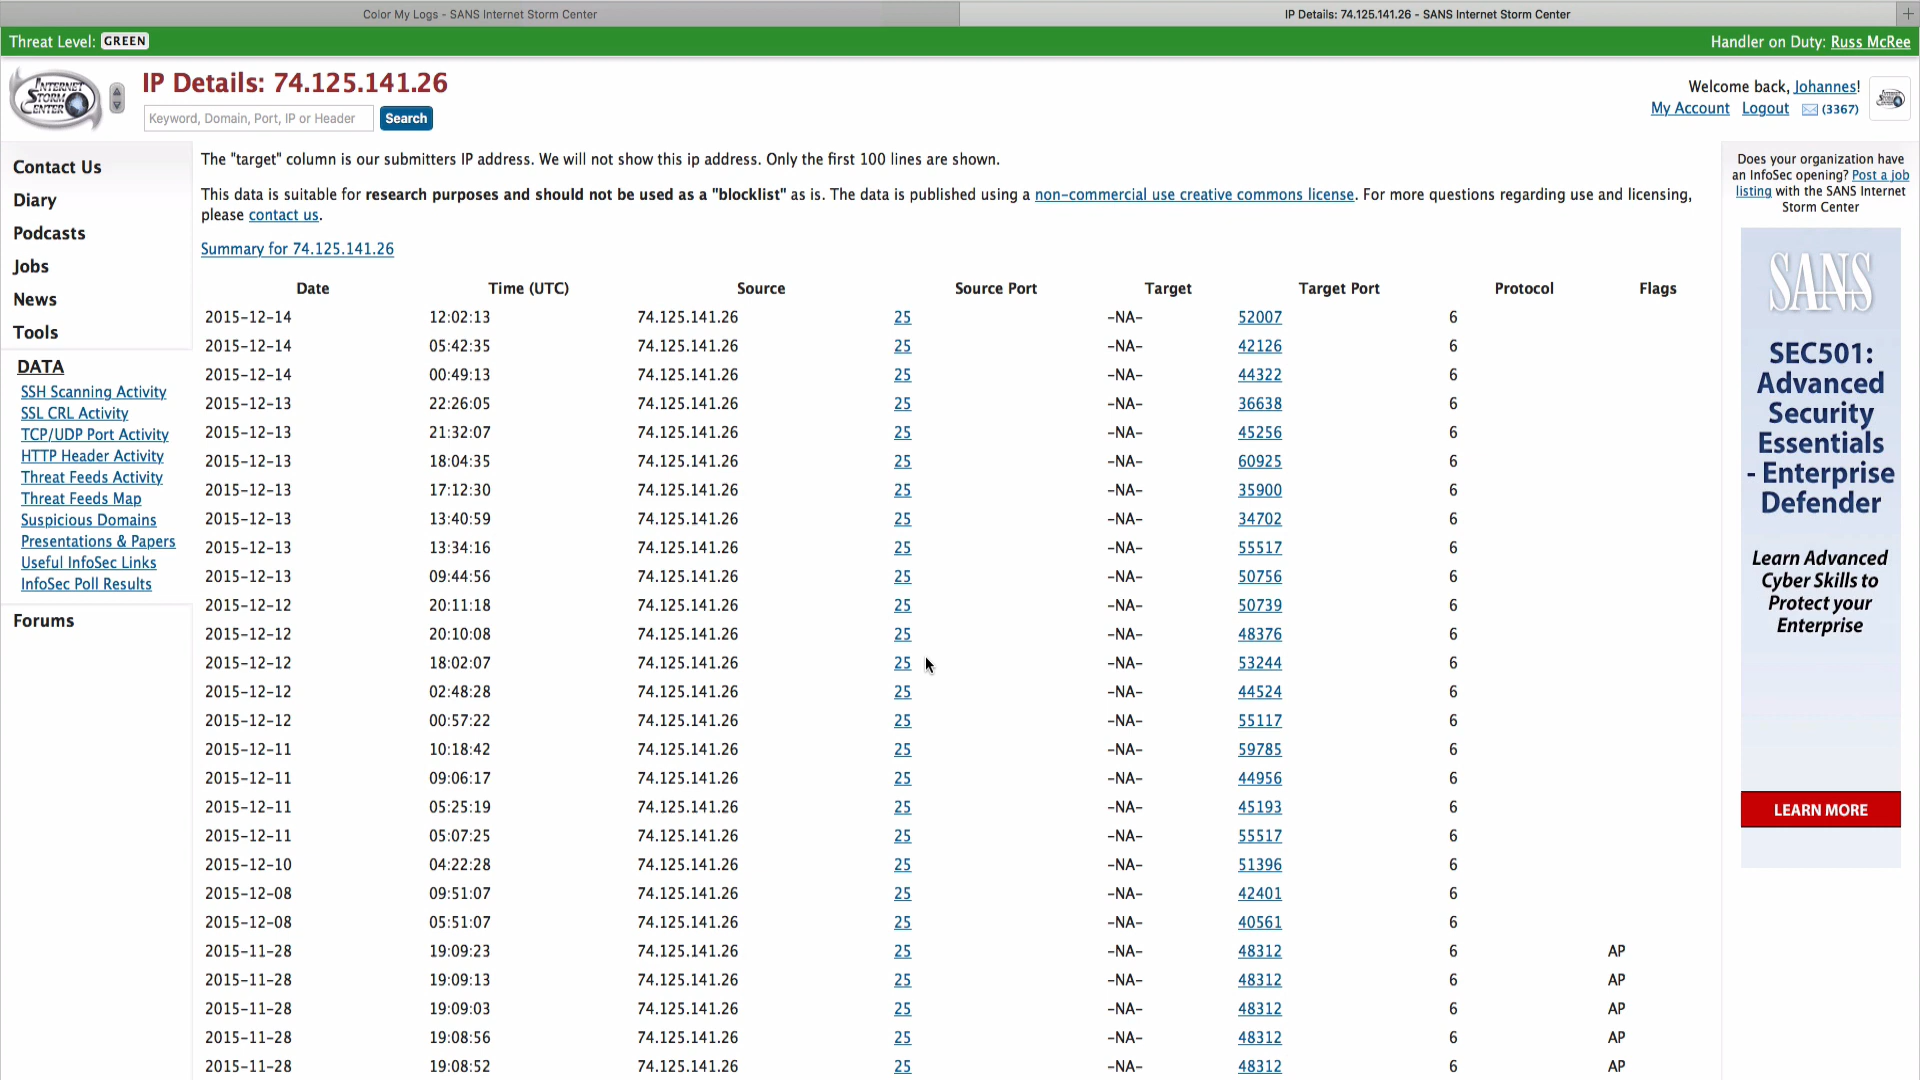 Color My Logs - SANS Internet Storm Center
IP Details: 74.125.141.26 - SANS Internet Storm Center
+
Threat Level: GREEN
Handler on Duty: Russ McRee
INTERNET STORM CENTER
IP Details: 74.125.141.26
Keyword, Domain, Port, IP or Header
Search
Welcome back, Johannes!
My Account Logout (3367)
Contact Us
Diary
Podcasts
Jobs
News
Tools
DATA
SSH Scanning Activity
SSL CRL Activity
TCP/UDP Port Activity
HTTP Header Activity
Threat Feeds Activity
Threat Feeds Map
Suspicious Domains
Presentations & Papers
Useful InfoSec Links
InfoSec Poll Results
Forums
The "target" column is our submitters IP address. We will not show this ip address. Only the first 100 lines are shown.
This data is suitable for research purposes and should not be used as a "blocklist" as is. The data is published using a non-commercial use creative commons license. For more questions regarding use and licensing,
please contact us.
Summary for 74.125.141.26
Date Time (UTC) Source Source Port Target Target Port Protocol Flags
2015-12-14 12:02:13 74.125.141.26 25 -NA- 52007 6
2015-12-14 05:42:35 74.125.141.26 25 -NA- 42126 6
2015-12-14 00:49:13 74.125.141.26 25 -NA- 44322 6
2015-12-13 22:26:05 74.125.141.26 25 -NA- 36638 6
2015-12-13 21:32:07 74.125.141.26 25 -NA- 45256 6
2015-12-13 18:04:35 74.125.141.26 25 -NA- 60925 6
2015-12-13 17:12:30 74.125.141.26 25 -NA- 35900 6
2015-12-13 13:40:59 74.125.141.26 25 -NA- 34702 6
2015-12-13 13:34:16 74.125.141.26 25 -NA- 55517 6
2015-12-13 09:44:56 74.125.141.26 25 -NA- 50756 6
2015-12-12 20:11:18 74.125.141.26 25 -NA- 50739 6
2015-12-12 20:10:08 74.125.141.26 25 -NA- 48376 6
2015-12-12 18:02:07 74.125.141.26 25 -NA- 53244 6
2015-12-12 02:48:28 74.125.141.26 25 -NA- 44524 6
2015-12-12 00:57:22 74.125.141.26 25 -NA- 55117 6
2015-12-11 10:18:42 74.125.141.26 25 -NA- 59785 6
2015-12-11 09:06:17 74.125.141.26 25 -NA- 44956 6
2015-12-11 05:25:19 74.125.141.26 25 -NA- 45193 6
2015-12-11 05:07:25 74.125.141.26 25 -NA- 55517 6
2015-12-10 04:22:28 74.125.141.26 25 -NA- 51396 6
2015-12-08 09:51:07 74.125.141.26 25 -NA- 42401 6
2015-12-08 05:51:07 74.125.141.26 25 -NA- 40561 6
2015-11-28 19:09:23 74.125.141.26 25 -NA- 48312 6 AP
2015-11-28 19:09:13 74.125.141.26 25 -NA- 48312 6 AP
2015-11-28 19:09:03 74.125.141.26 25 -NA- 48312 6 AP
2015-11-28 19:08:56 74.125.141.26 25 -NA- 48312 6 AP
2015-11-28 19:08:52 74.125.141.26 25 -NA- 48312 6 AP
Does your organization have
an InfoSec opening? Post a job
listing with the SANS Internet
Storm Center
SANS
SEC501:
Advanced
Security
Essentials
- Enterprise
Defender
Learn Advanced
Cyber Skills to
Protect your
Enterprise
LEARN MORE